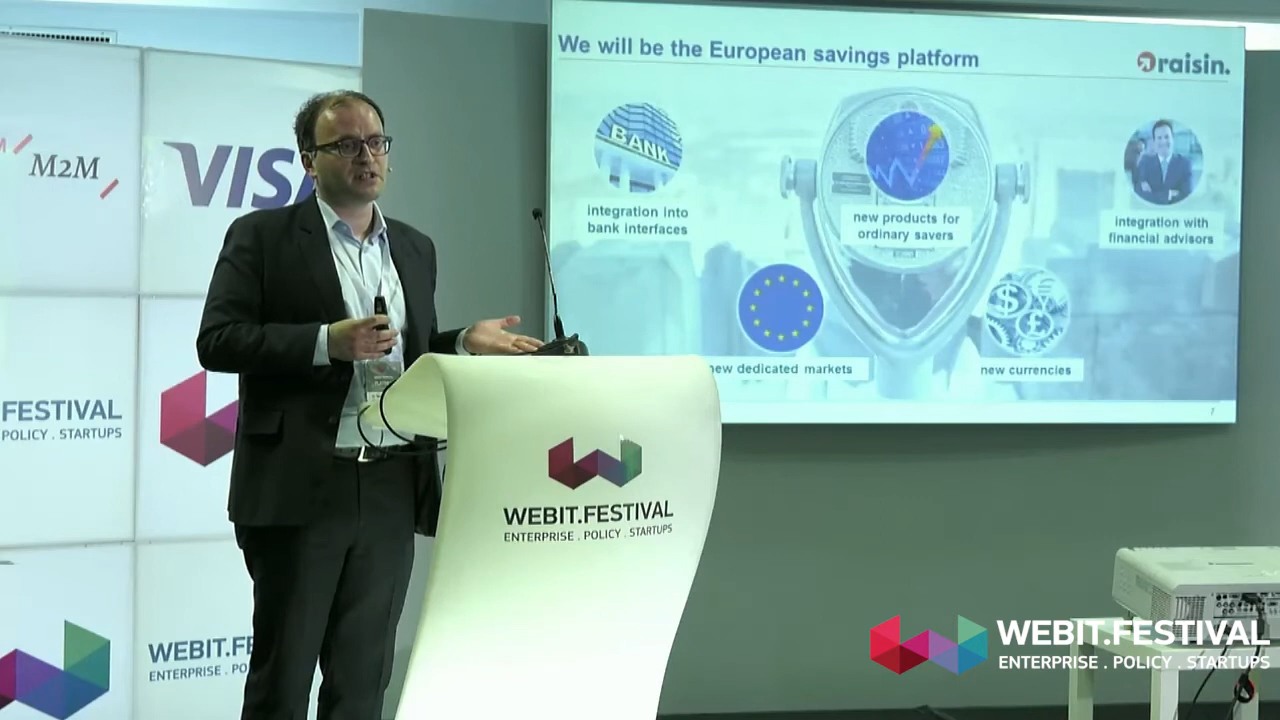 We will be the European savings platform
raisin.
BANK
integration into
bank interfaces
new products for
ordinary savers
integration with
financial advisors
new dedicated markets
new currencies
7
M2M
VISA
FESTIVAL
POLICY . STARTUPS
WEBIT.FE
ENTERPRISE . PO
WEBIT.FESTIVAL
ENTERPRISE . POLICY . STARTUPS
WEBIT.FESTIVAL
ENTERPRISE . POLICY . STARTUPS